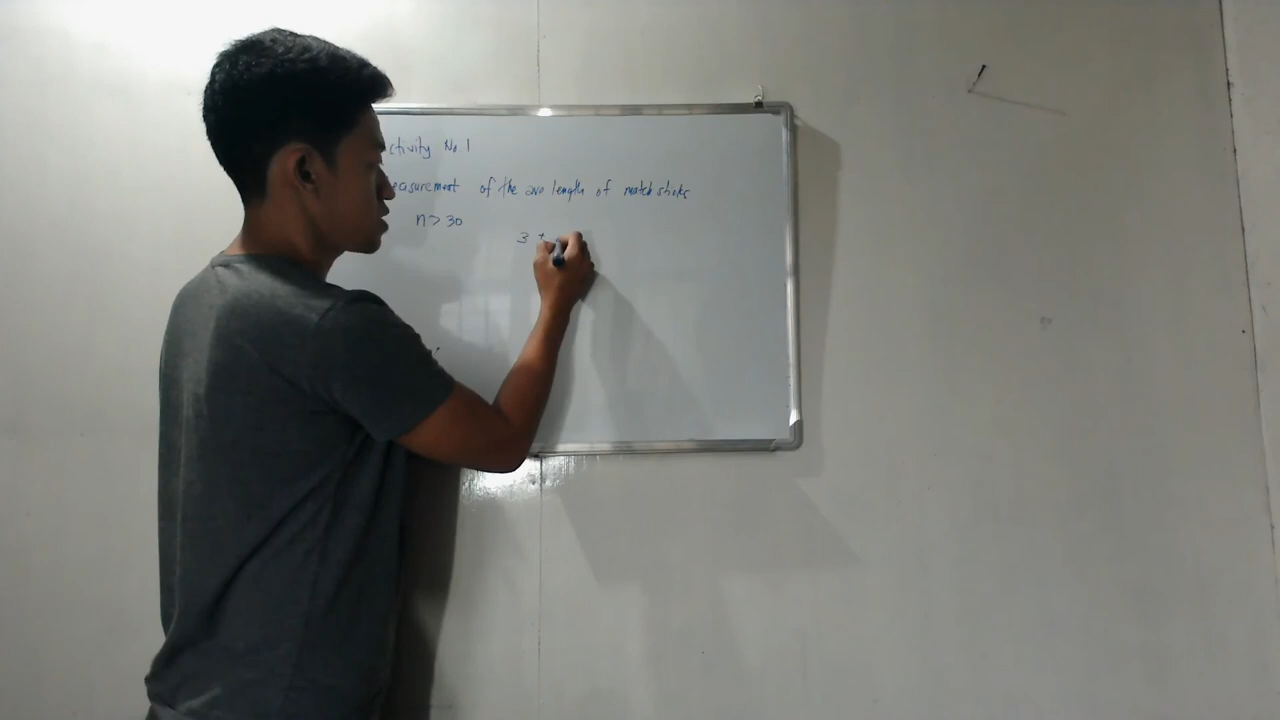 ctivity No 1
easurement of the ave length of match sticks
n > 30
3 +